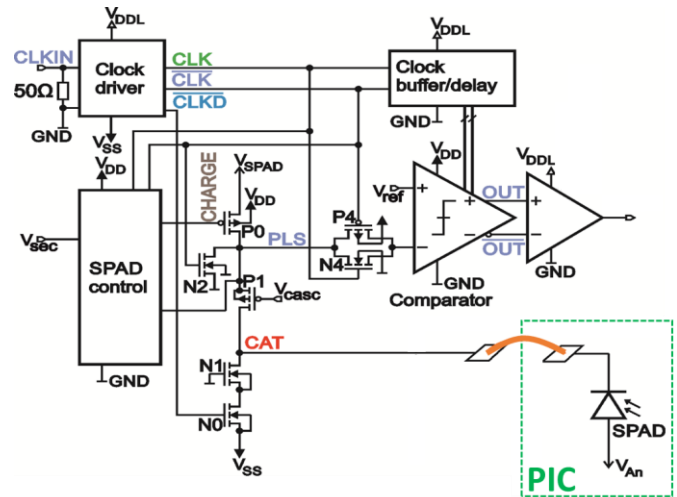 VDDL
VDDL
CLKIN
Clock
driver
CLK
CLK
CLKD
Clock
buffer/delay
50Ω
GND
VSS
GND
VDD
CHARGE
VSPAD
VDD
VDD
VDDL
P0
Vref
P4
OUT
Vsec
SPAD
control
PLS
N4
OUT
N2
P1
Vcasc
GND
Comparator
GND
GND
CAT
N1
N0
VSS
SPAD
VAn
PIC
+
−
+
−